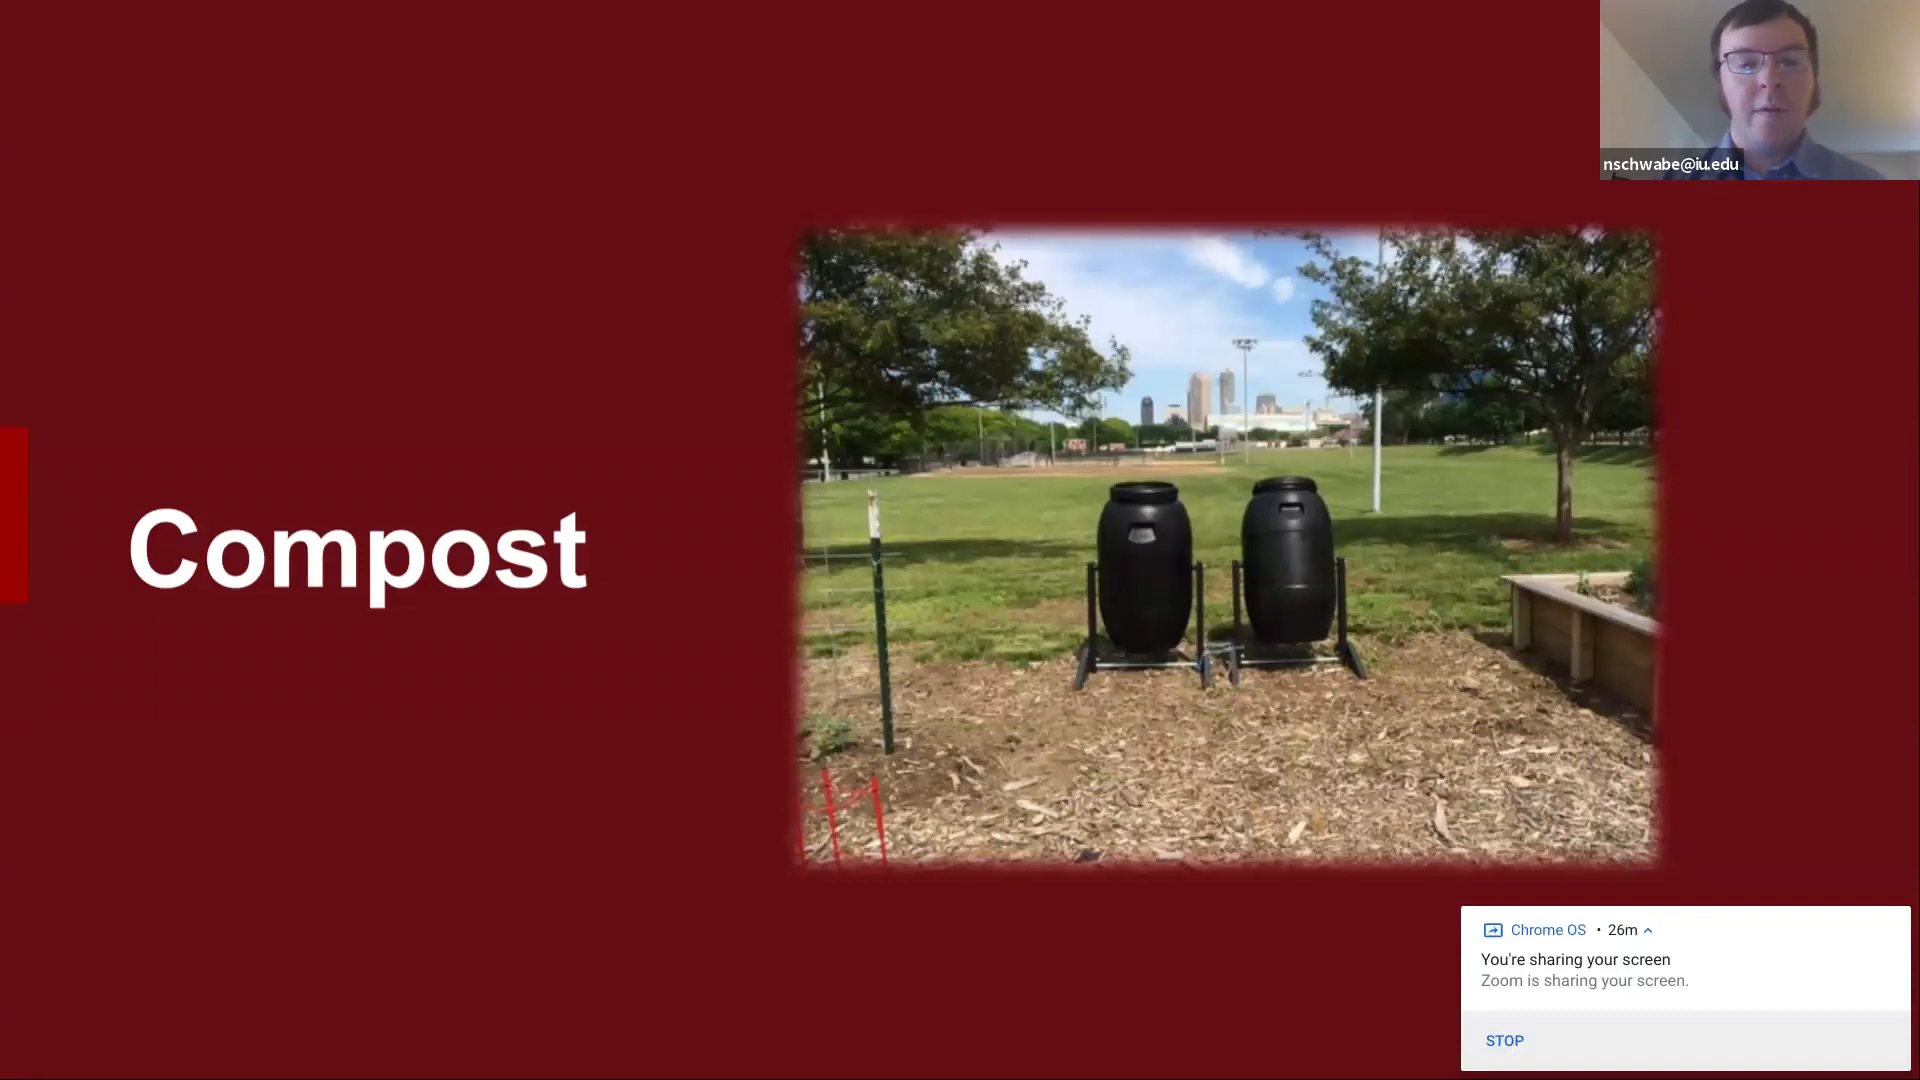 nschwabe@iu.edu
Compost
Chrome OS • 26m
You're sharing your screen
Zoom is sharing your screen.
STOP